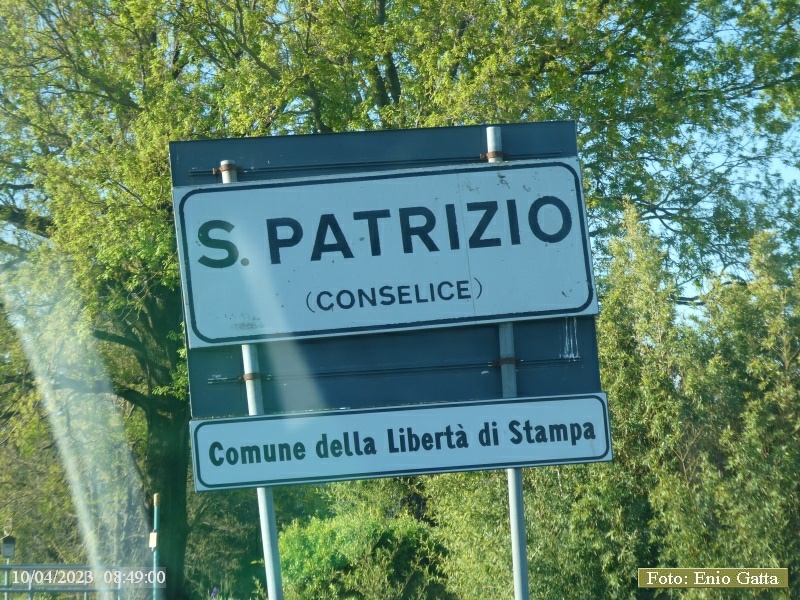 S. PATRIZIO
(CONSELICE)
Comune della Libertà di Stampa
10/04/2023 08:49:00
Foto: Enio Gatta